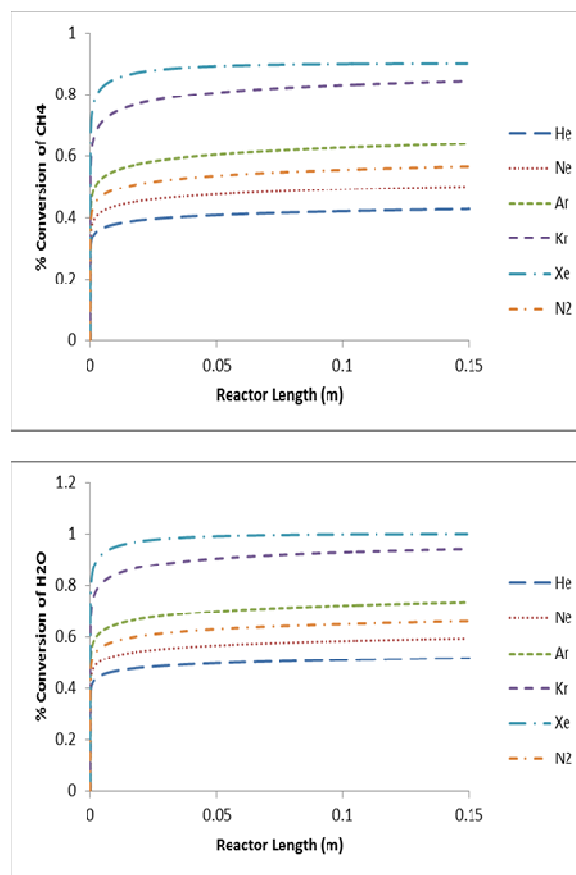 1
0.8
0.6
0.4
0.2
0
0
0.05
0.1
0.15
% Conversion of CH4
Reactor Length (m)
He
Ne
Ar
Kr
Xe
N2
1.2
1
0.8
0.6
0.4
0.2
0
0
0.05
0.1
0.15
% Conversion of H2O
Reactor Length (m)
He
Ne
Ar
Kr
Xe
N2